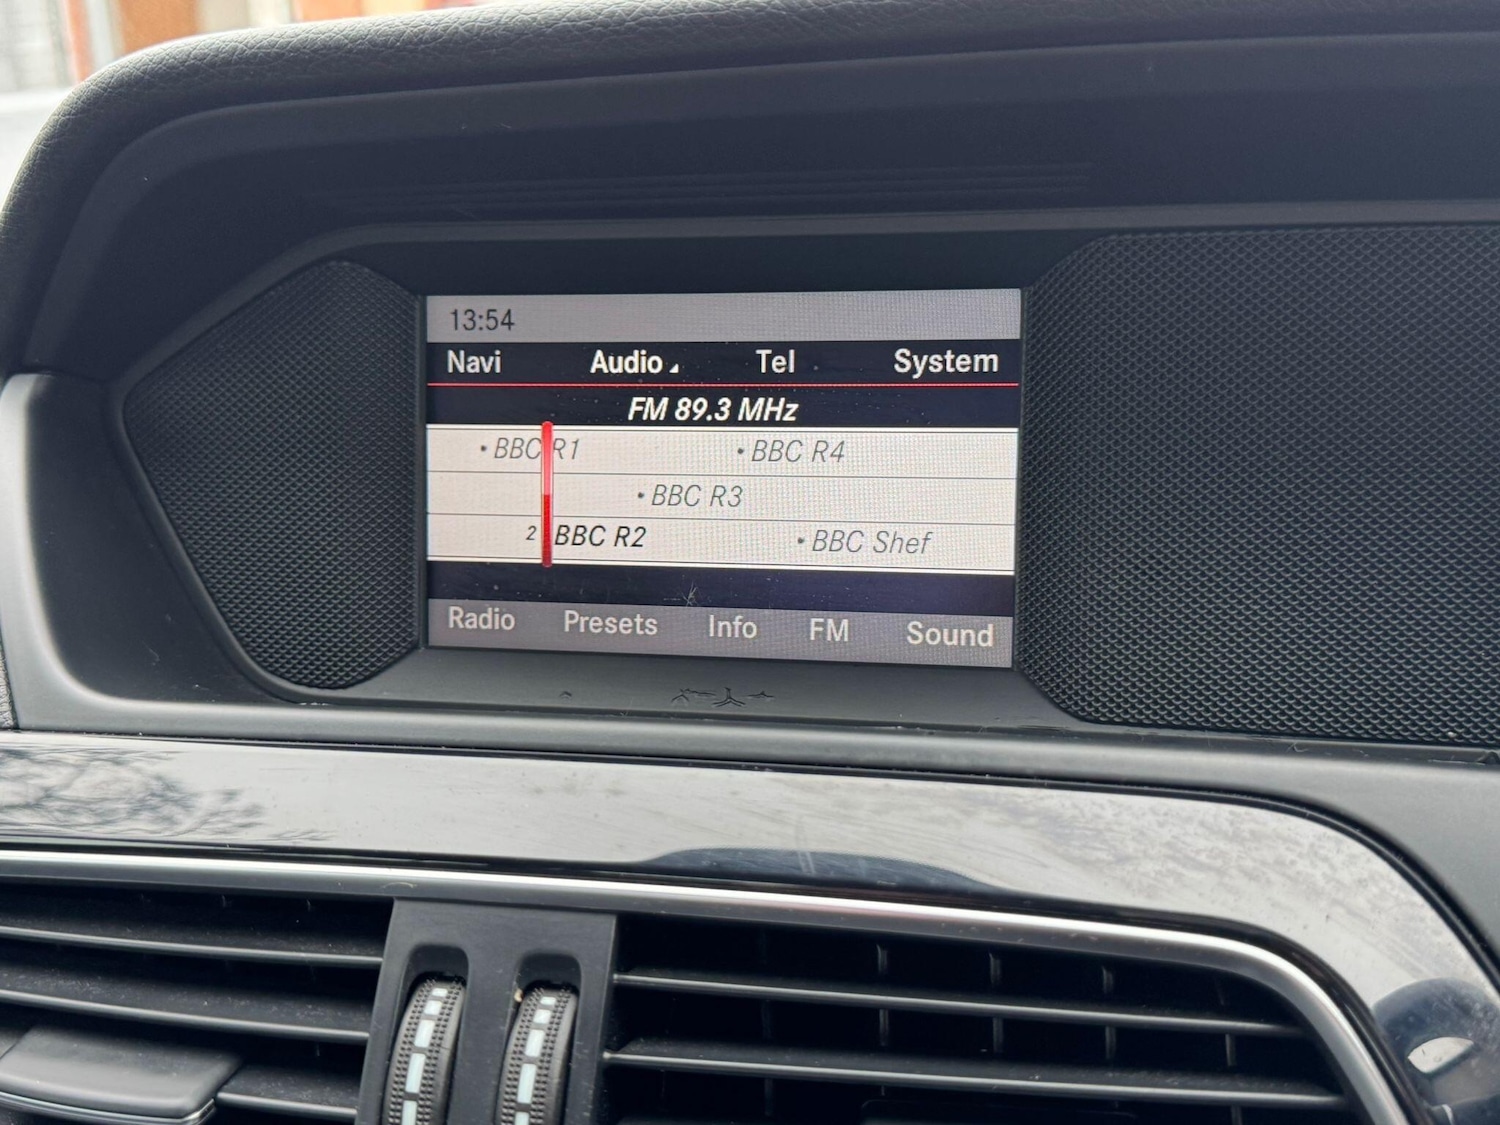 13:54
Navi Audio Tel System
FM 89.3 MHz
• BBC R1 • BBC R4
• BBC R3
2 BBC R2 • BBC Shef
Radio Presets Info FM Sound